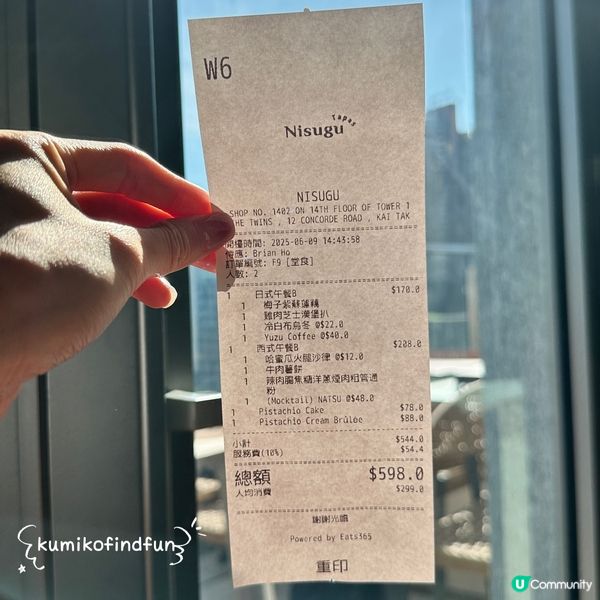 W6
Nisugu Tapas
NISUGU
SHOP NO. 1402 ON 14TH FLOOR OF TOWER 1
THE TWINS , 12 CONCORDE ROAD , KAI TAK
開檯時間: 2025-06-09 14:43:58
侍應: Brian Ho
訂單編號: F9 [堂食]
人數: 2
1 日式午餐B $170.0
1 梅子紫蘇蓮藕
1 雞肉芝士漢堡扒
1 冷白布烏冬 @$22.0
1 Yuzu Coffee @$40.0
1 西式午餐B $208.0
1 哈蜜瓜火腿沙律 @$12.0
1 牛肉薯餅
1 辣肉腸焦糖洋蔥煙肉粗管通
粉
1 (Mocktail) NATSU @$48.0
1 Pistachio Cake $78.0
1 Pistachio Cream Brûlée $88.0
小計 $544.0
服務費(10%) $54.4
總額 $598.0
人均消費 $299.0
謝謝光臨
Powered by Eats365
重印
kumikofindfun
U Community